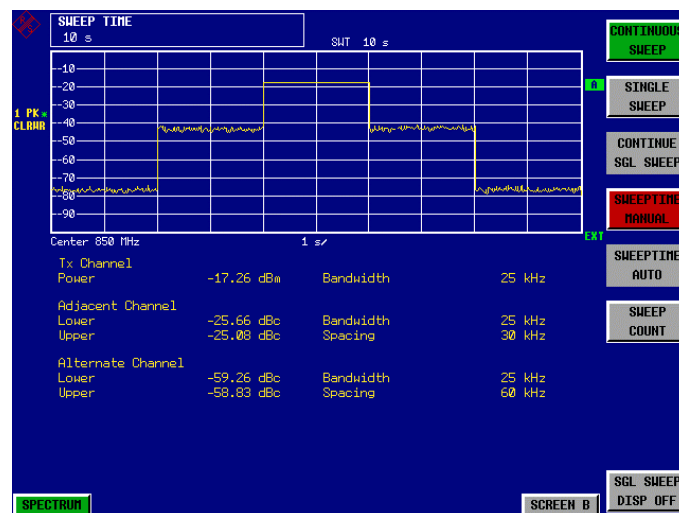 SWEEP TIME
10 s
SWT 10 s
CONTINUOUS
SWEEP
--10
--20
--30
--40
--50
--60
--70
--80
--90
1 PK*
CLRWR
A
EXT
Center 850 MHz 1 s/
Tx Channel
Power -17.26 dBm Bandwidth 25 kHz
Adjacent Channel
Lower -25.66 dBc Bandwidth 25 kHz
Upper -25.08 dBc Spacing 30 kHz
Alternate Channel
Lower -59.26 dBc Bandwidth 25 kHz
Upper -58.83 dBc Spacing 60 kHz
SINGLE
SWEEP
CONTINUE
SGL SWEEP
SWEEPTIME
MANUAL
SWEEPTIME
AUTO
SWEEP
COUNT
SGL SWEEP
DISP OFF
SPECTRUM
SCREEN B